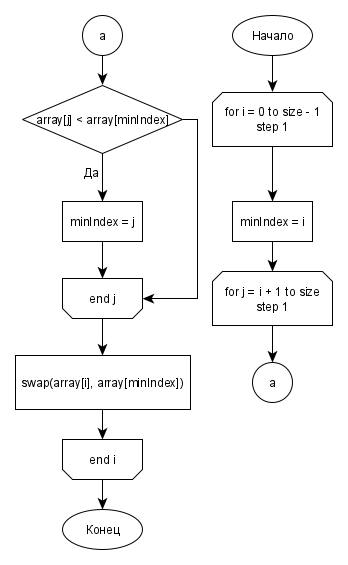 a
array[j] < array[minIndex]
Да
minIndex = j
end j
swap(array[i], array[minIndex])
end i
Конец
Начало
for i = 0 to size - 1
step 1
minIndex = i
for j = i + 1 to size
step 1
a